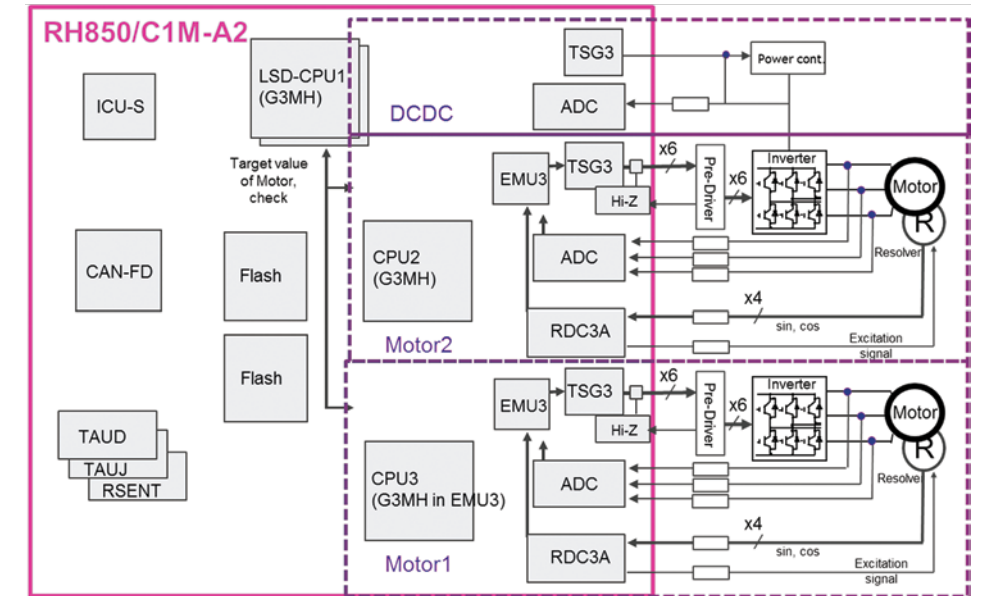 RH850/C1M-A2
ICU-S
LSD-CPU1
(G3MH)
TSG3
Power cont.
ADC
DCDC
Target value
of Motor,
check
CAN-FD
Flash
Flash
TAUD
TAUJ
RSENT
CPU2
(G3MH)
Motor2
EMU3
TSG3
Hi-Z
x6
Pre-Driver
x6
Inverter
Motor
R
Resolver
ADC
RDC3A
x4
sin, cos
Excitation
signal
CPU3
(G3MH in EMU3)
Motor1
EMU3
TSG3
Hi-Z
x6
Pre-Driver
x6
Inverter
Motor
R
Resolve
ADC
RDC3A
x4
sin, cos
Excitation
signal